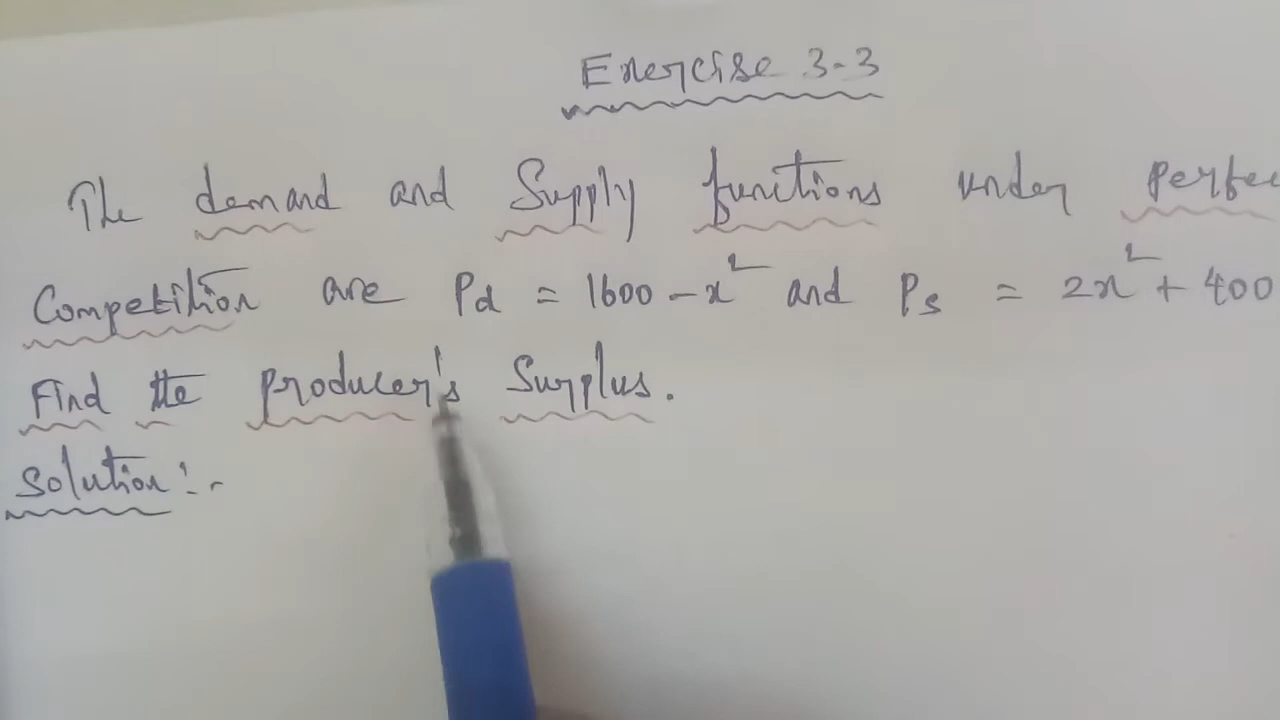 Exercise 3.3
The demand and Supply functions under perfec
Competition are Pd = 1600 - x² and Ps = 2x² + 400
Find the producer's Surplus.
Solution:-